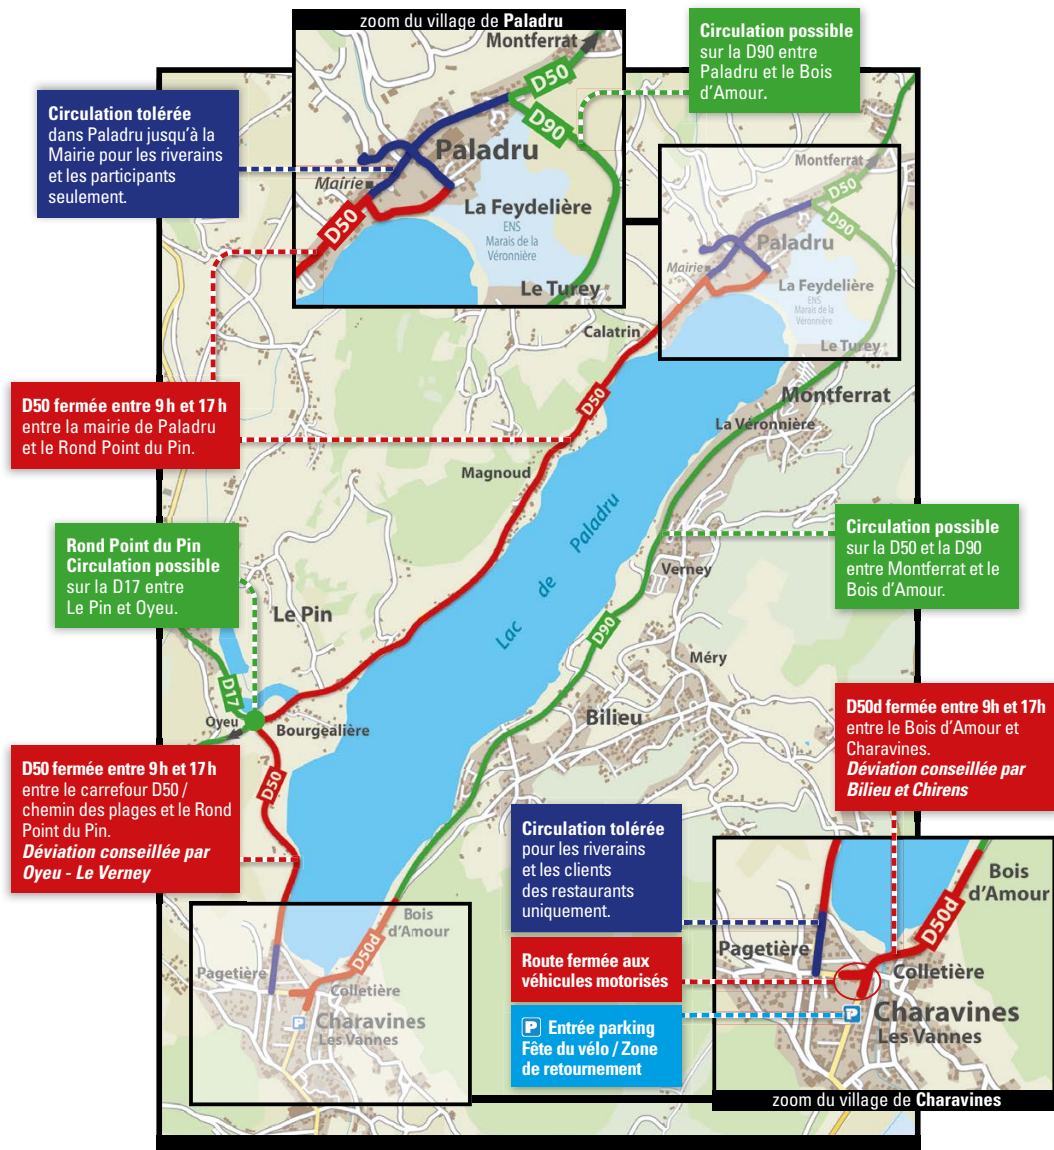 zoom du village de Paladru
Montferrat
D50
D90
Paladru
Mairie
La Feydelière
ENS
Marais de la
Véronnière
D50
Le Turey
Circulation possible
sur la D90 entre
Paladru et le Bois
d'Amour.
Circulation tolérée
dans Paladru jusqu'à la
Mairie pour les riverains
et les participants
seulement.
Montferrat
D50
D90
Paladru
Mairie
La Feydelière
ENS
Marais de la
Véronnière
Le Turey
Calatrin
D50 fermée entre 9h et 17h
entre la mairie de Paladru
et le Rond Point du Pin.
D50
Montferrat
La Véronnière
Magnoud
Lac de Paladru
Rond Point du Pin
Circulation possible
sur la D17 entre
Le Pin et Oyeu.
Circulation possible
sur la D50 et la D90
entre Montferrat et le
Bois d'Amour.
Verney
Le Pin
D90
Méry
D17
Oyeu
Bourgealière
Bilieu
D50d fermée entre 9h et 17h
entre le Bois d'Amour et
Charavines.
Déviation conseillée par
Bilieu et Chirens
D50 fermée entre 9h et 17h
entre le carrefour D50 /
chemin des plages et le Rond
Point du Pin.
Déviation conseillée par
Oyeu - Le Verney
D50
Circulation tolérée
pour les riverains
et les clients
des restaurants
uniquement.
Route fermée aux
véhicules motorisés
P Entrée parking
Fête du vélo / Zone
de retournement
Bois
d'Amour
D50d
Pagetière
Colletière
P
Charavines
Les Vannes
Bois
d'Amour
D50d
Pagetière
Colletière
P
Charavines
Les Vannes
zoom du village de Charavines